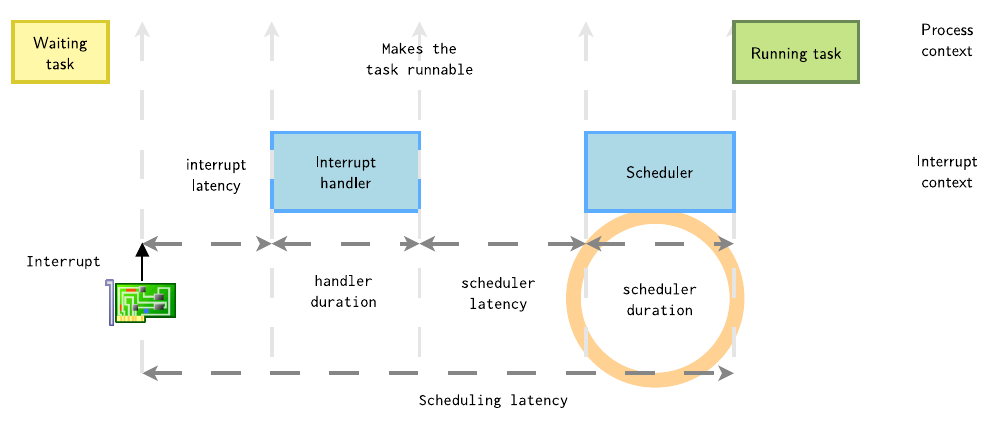 Waiting
task
Makes the
task runnable
Running task
Process
context
interrupt
latency
Interrupt
handler
Scheduler
Interrupt
context
Interrupt
handler
duration
scheduler
latency
scheduler
duration
Scheduling latency